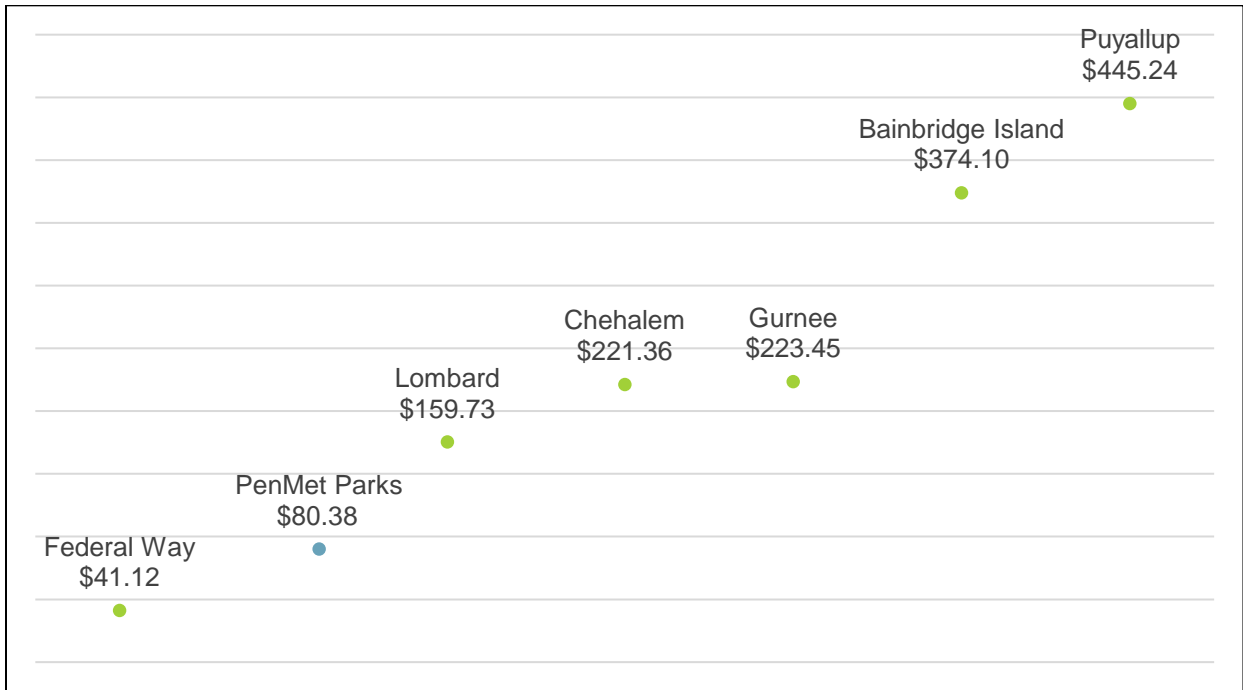 Puyallup
$445.24
Bainbridge Island
$374.10
Chehalem
$221.36
Gurnee
$223.45
Lombard
$159.73
PenMet Parks
$80.38
Federal Way
$41.12